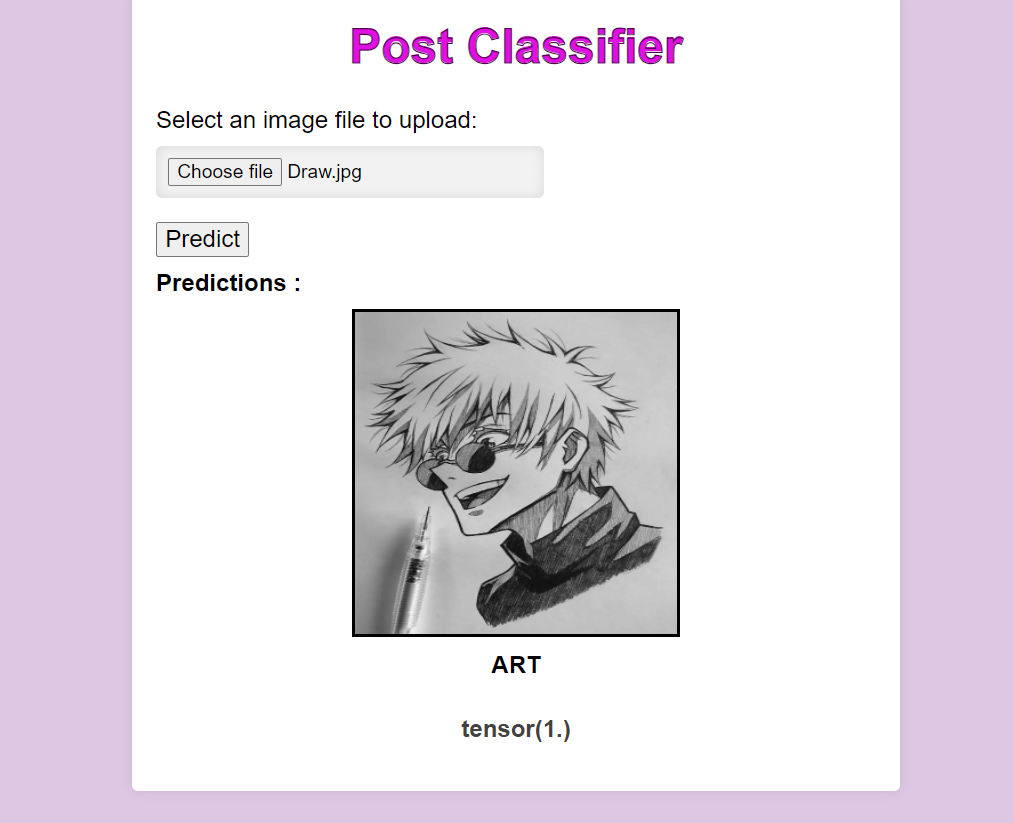 Post Classifier
Select an image file to upload:
Choose file Draw.jpg
Predict
Predictions :
ART
tensor(1.)